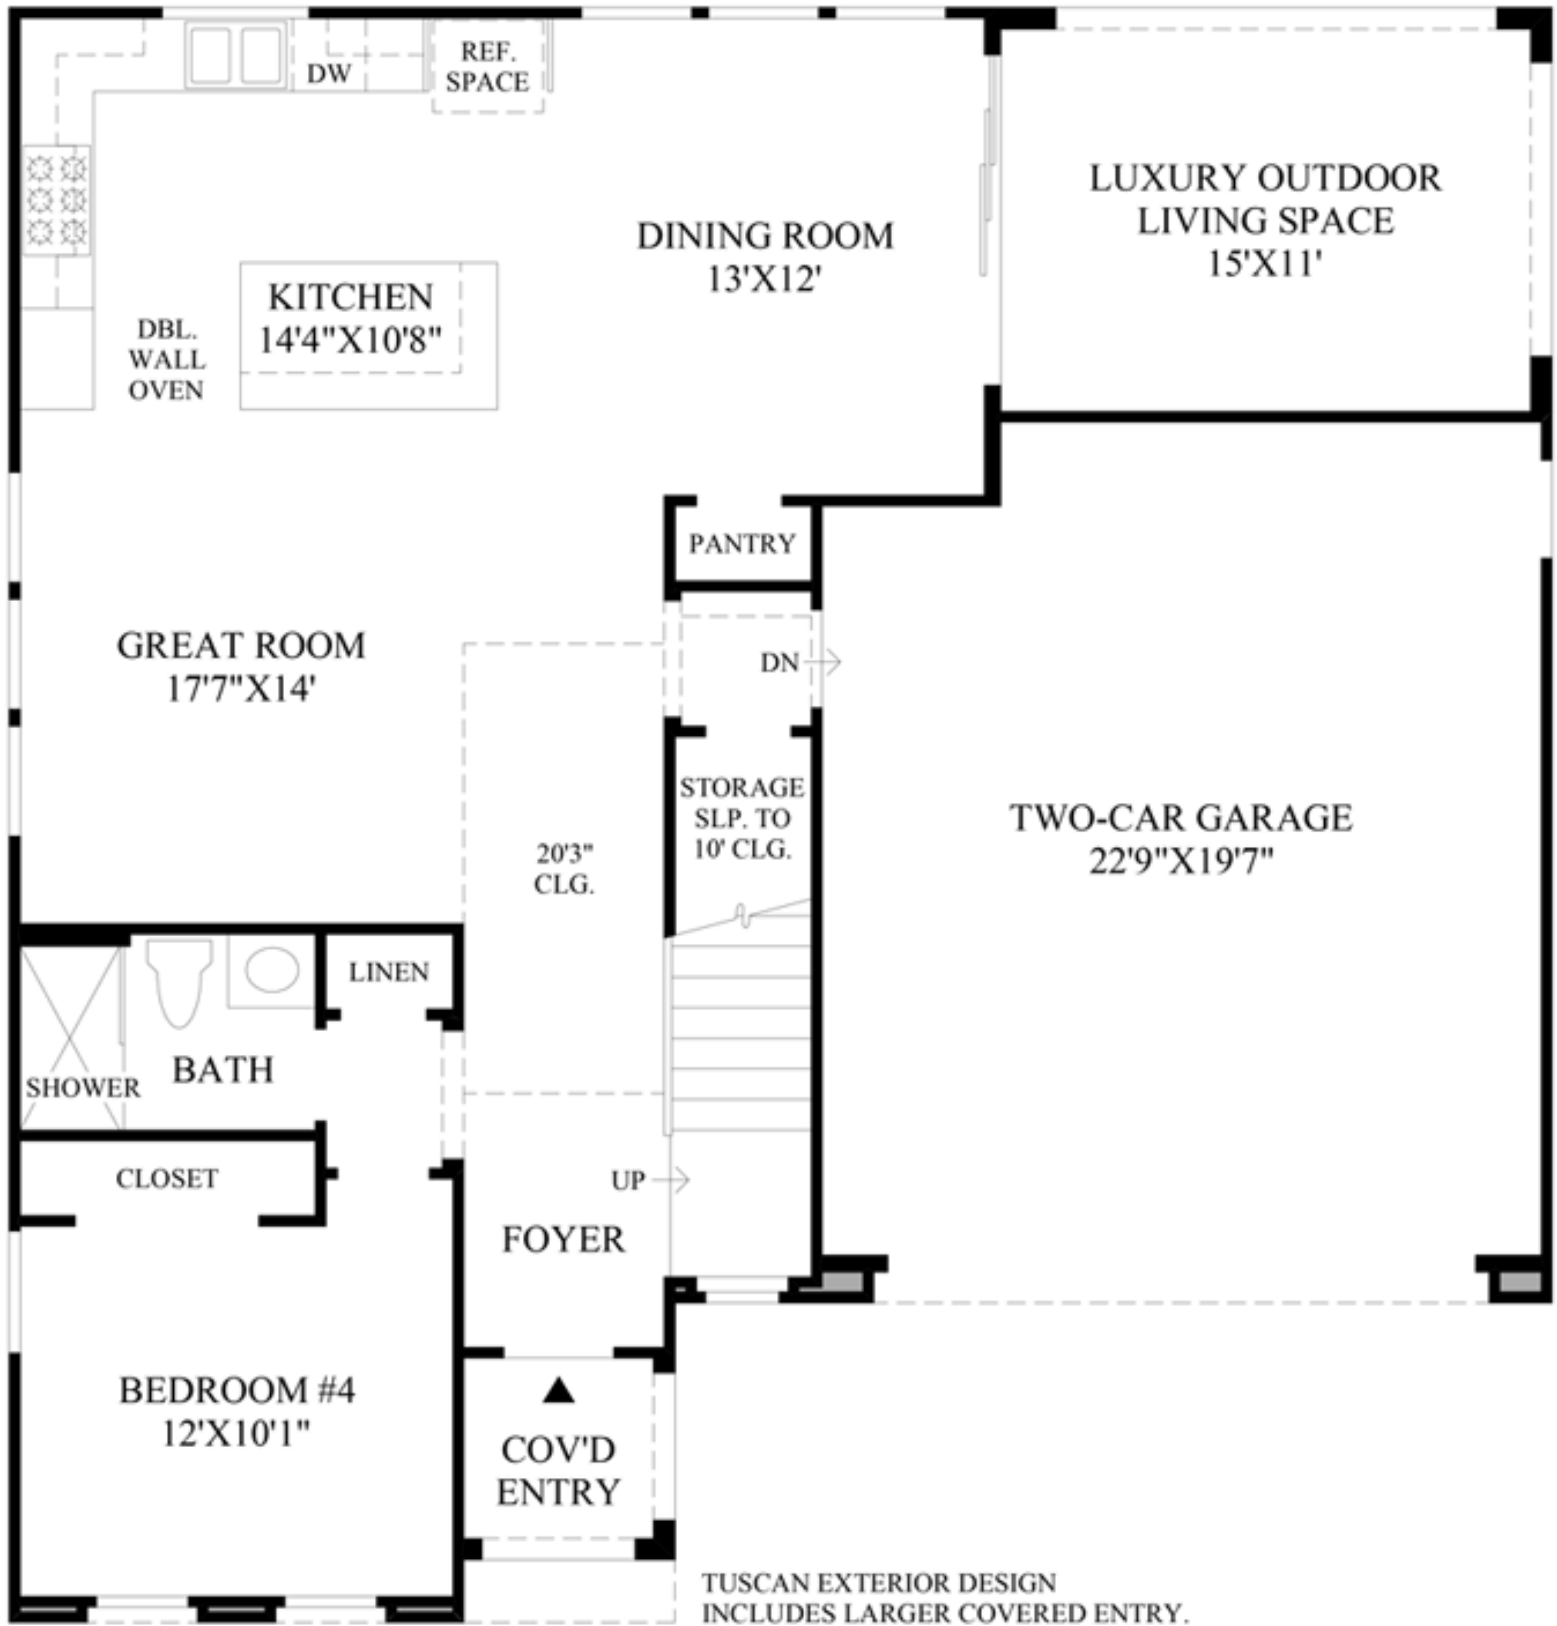 REF.
SPACE
DW
LUXURY OUTDOOR
LIVING SPACE
15'X11'
DINING ROOM
13'X12'
KITCHEN
14'4"X10'8"
DBL.
WALL
OVEN
PANTRY
GREAT ROOM
17'7"X14'
DN
STORAGE
SLP. TO
10' CLG.
TWO-CAR GARAGE
22'9"X19'7"
20'3"
CLG.
LINEN
BATH
SHOWER
CLOSET
UP
FOYER
BEDROOM #4
12'X10'1"
COV'D
ENTRY
TUSCAN EXTERIOR DESIGN
INCLUDES LARGER COVERED ENTRY.